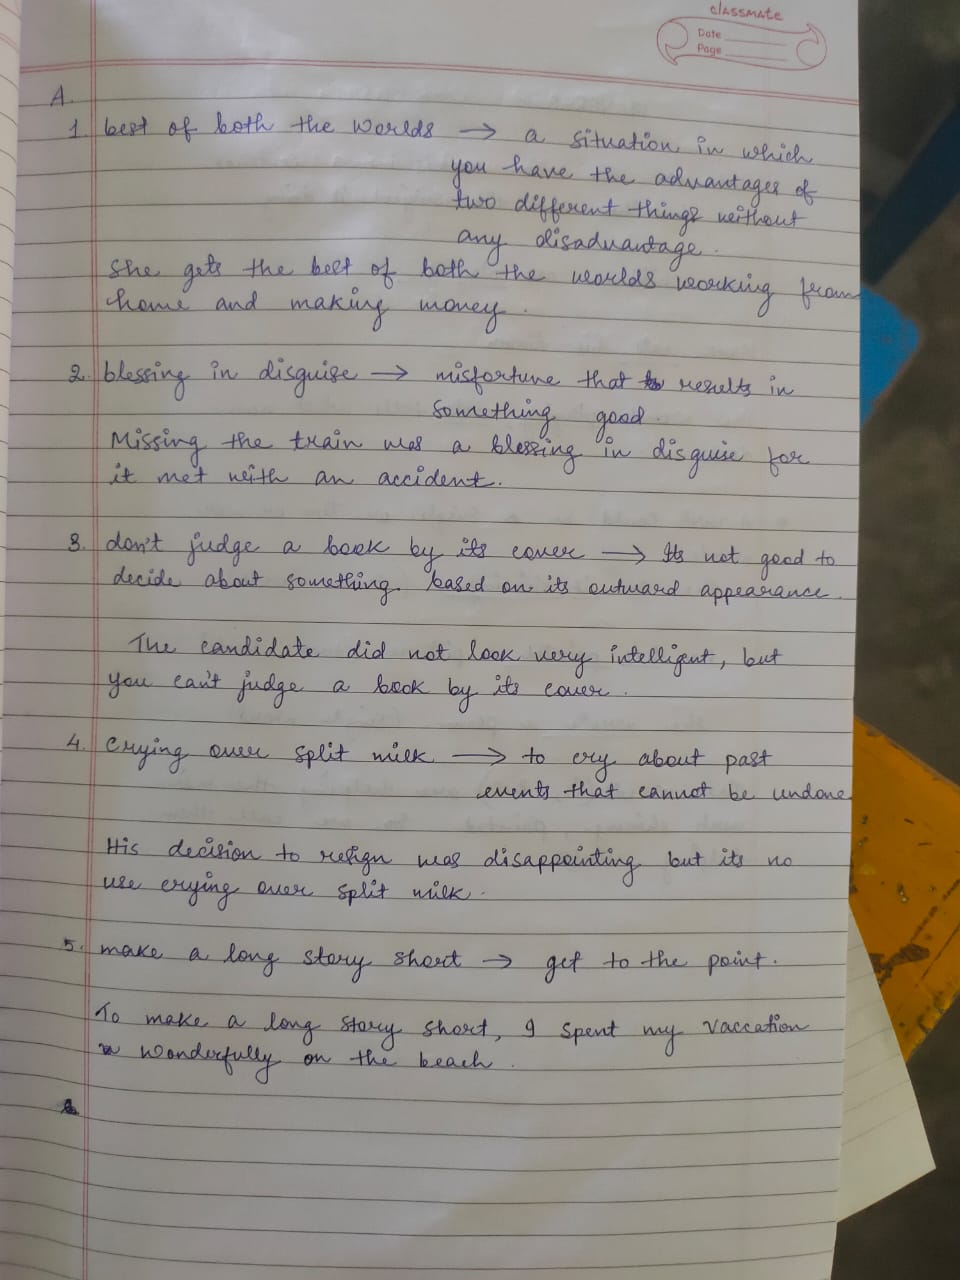 classmate
Date
Page
A.
1. best of both the worlds → a situation in which
you have the advantages of
two different things without
any disadvantage.
She gets the best of both the worlds working from
home and making money.
2. blessing in disguise → misfortune that results in
something good.
Missing the train was a blessing in disguise for
it met with an accident.
3. don't judge a book by its cover → Its not good to
decide about something based on its outward appearance.
The candidate did not look very intelligent, but
you can't judge a book by its cover.
4. Crying over split milk → to cry about past
events that cannot be undone
His decision to resign was disappointing but its no
use crying over split milk.
5. make a long story short → get to the point.
To make a long story short, I spent my vaccation
wonderfully on the beach.